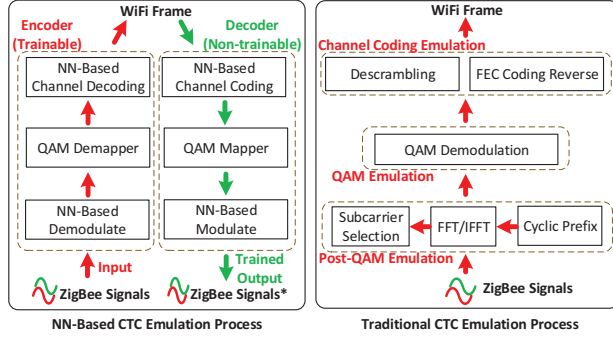 WiFi Frame
Encoder
(Trainable)
Decoder
(Non-trainable)
NN-Based
Channel Decoding
NN-Based
Channel Coding
QAM Demapper
QAM Mapper
NN-Based
Demodulate
NN-Based
Modulate
Input
Trained
Output
ZigBee Signals
ZigBee Signals*
NN-Based CTC Emulation Process
WiFi Frame
Channel Coding Emulation
Descrambling
FEC Coding Reverse
QAM Demodulation
QAM Emulation
Subcarrier
Selection
FFT/IFFT
Cyclic Prefix
Post-QAM Emulation
ZigBee Signals
Traditional CTC Emulation Process